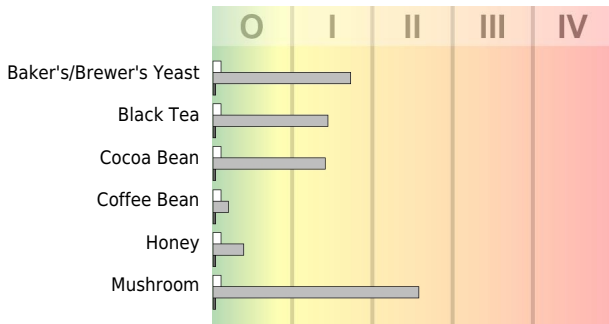 O I II III IV
Baker's/Brewer's Yeast
Black Tea
Cocoa Bean
Coffee Bean
Honey
Mushroom